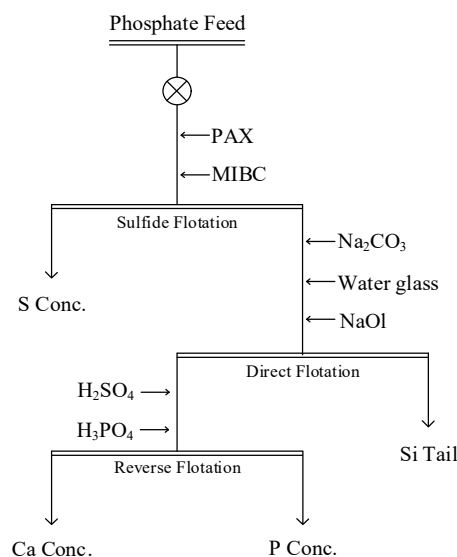 Phosphate Feed
PAX
MIBC
Sulfide Flotation
Na₂CO₃
S Conc.
Water glass
NaOl
Direct Flotation
H₂SO₄
H₃PO₄
Si Tail
Reverse Flotation
Ca Conc.
P Conc.